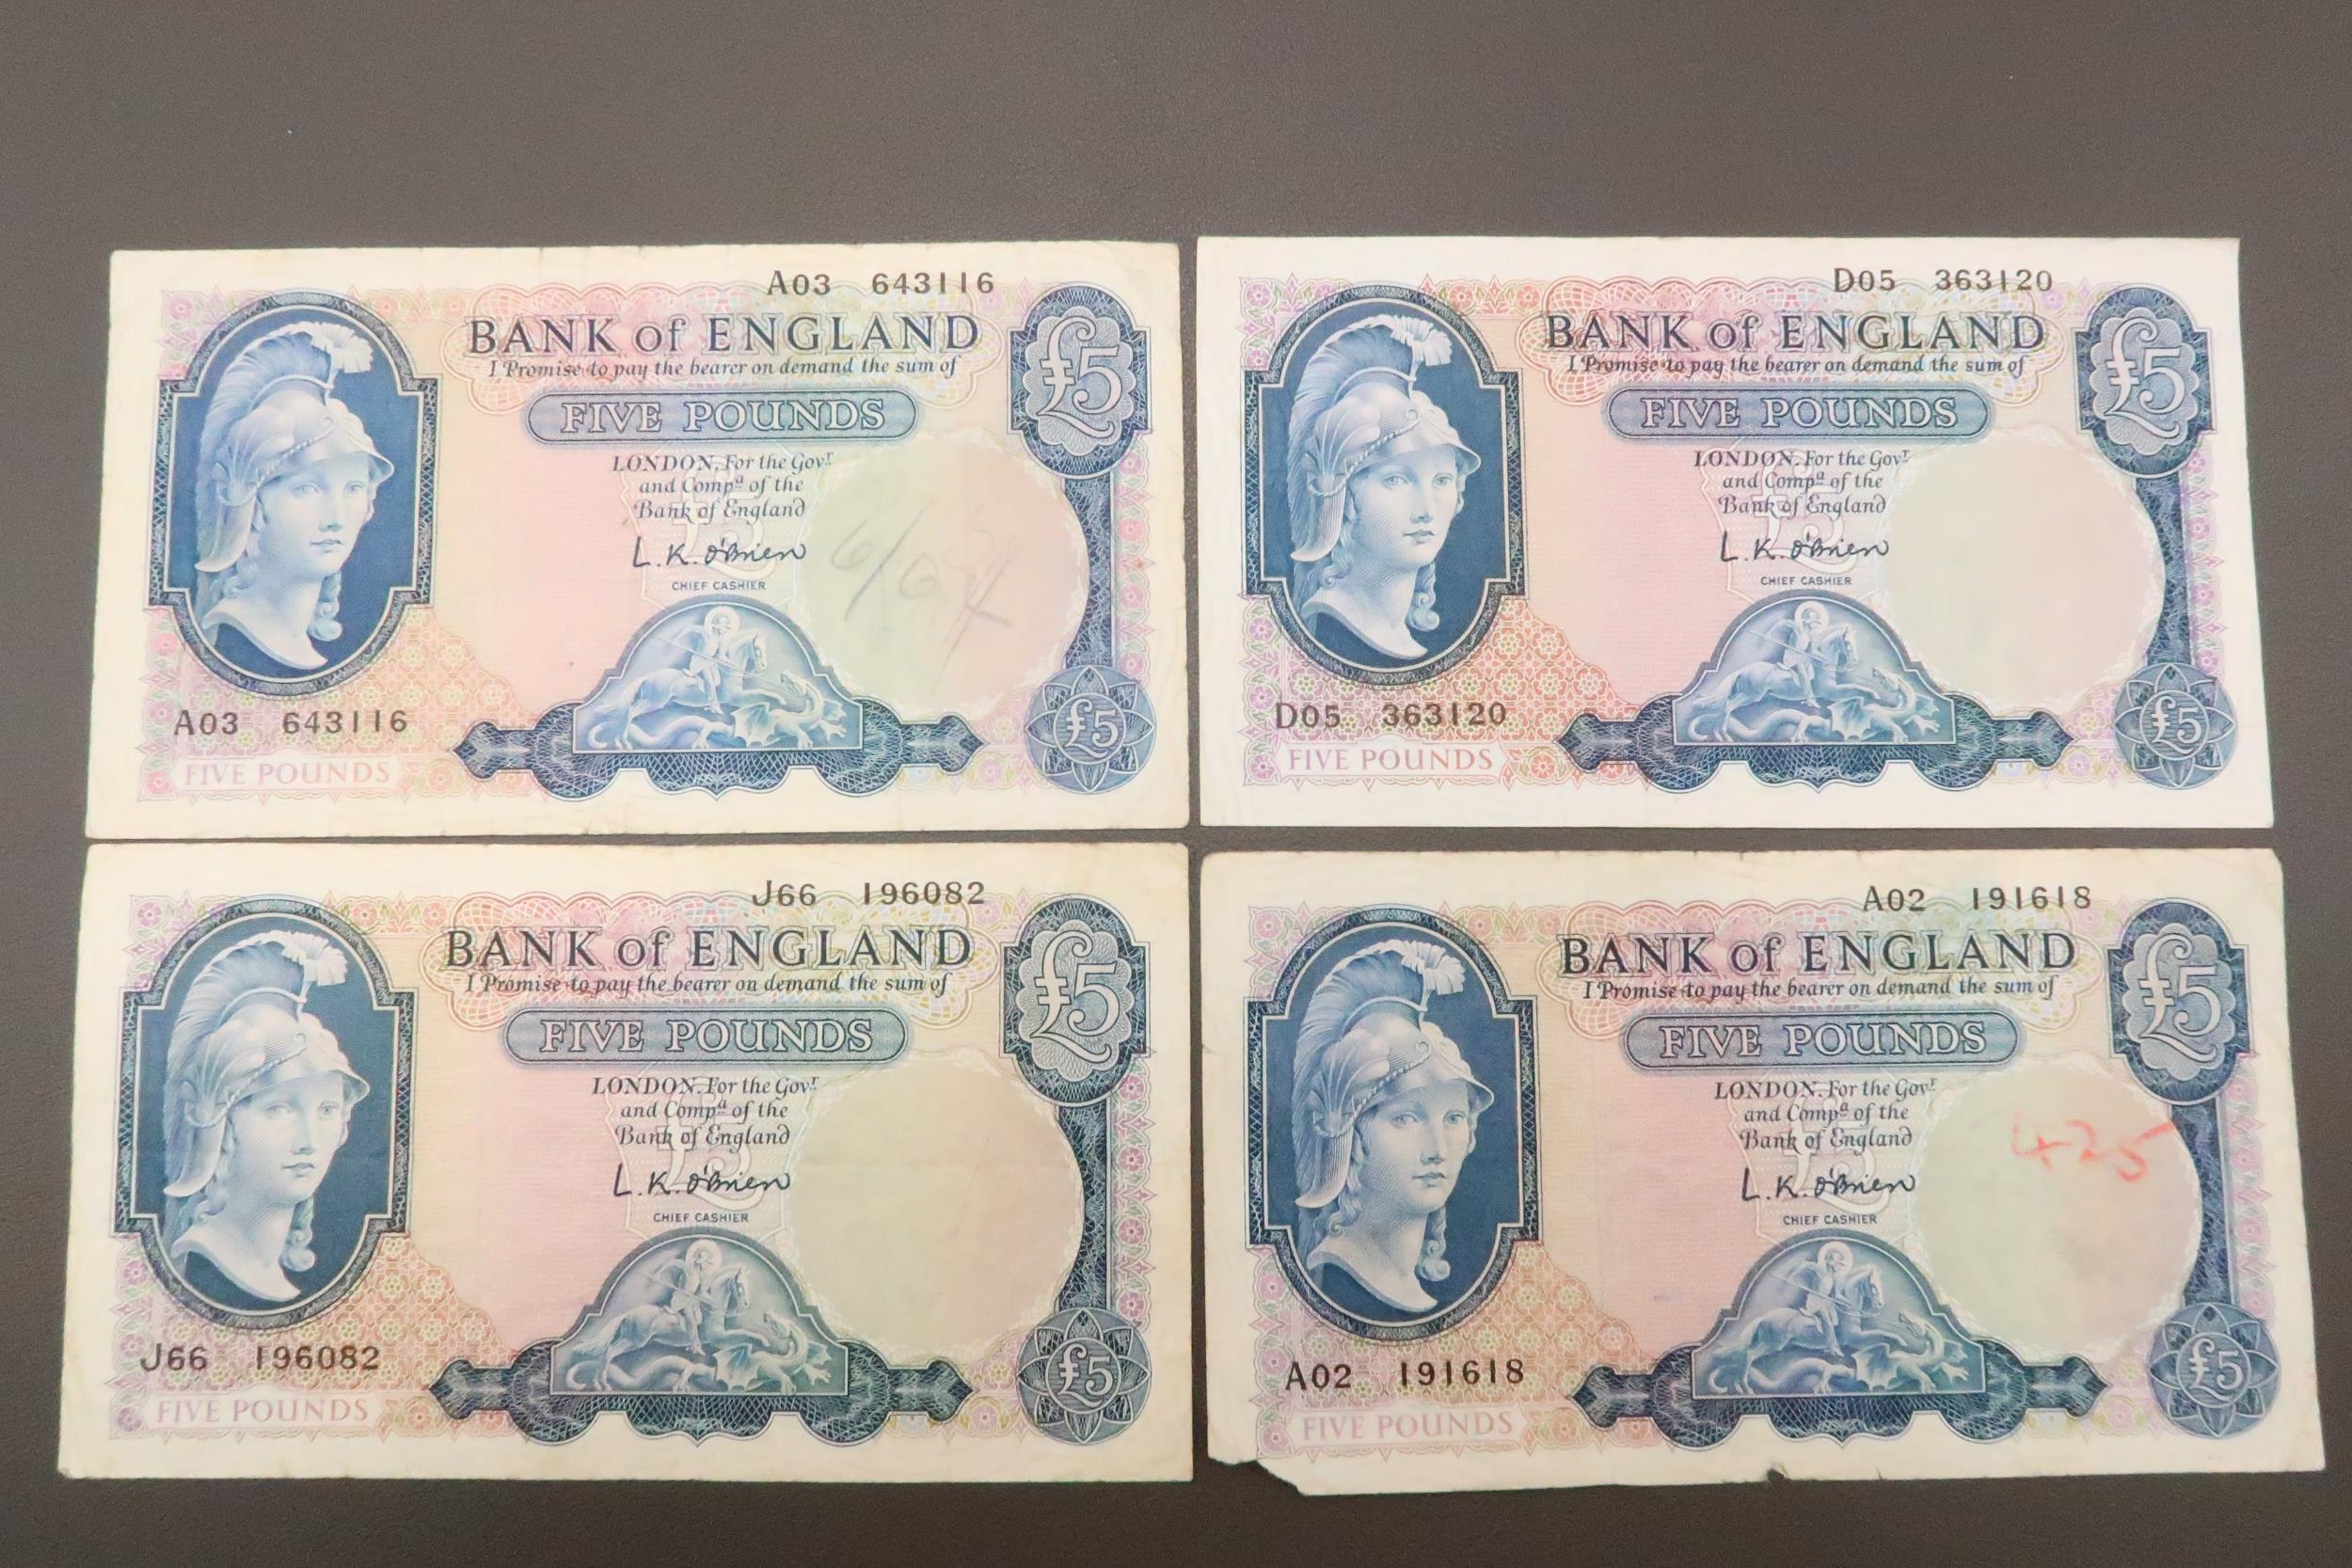 A03 643116
BANK of ENGLAND
I Promise to pay the bearer on demand the sum of
£5
FIVE POUNDS
LONDON, For the Govr.
and Compa of the
Bank of England
£5
L. K. O'Brien
CHIEF CASHIER
A03 643116
£5
FIVE POUNDS
D05 363120
BANK of ENGLAND
I Promise to pay the bearer on demand the sum of
£5
FIVE POUNDS
LONDON, For the Govr.
and Compa of the
Bank of England
£5
L. K. O'Brien
CHIEF CASHIER
D05 363120
£5
FIVE POUNDS
J66 196082
BANK of ENGLAND
I Promise to pay the bearer on demand the sum of
£5
FIVE POUNDS
LONDON, For the Govr.
and Compa of the
Bank of England
£5
L. K. O'Brien
CHIEF CASHIER
J66 196082
£5
FIVE POUNDS
A02 191618
BANK of ENGLAND
I Promise to pay the bearer on demand the sum of
£5
FIVE POUNDS
LONDON, For the Govr.
and Compa of the
Bank of England
425
£5
L. K. O'Brien
CHIEF CASHIER
A02 191618
£5
FIVE POUNDS